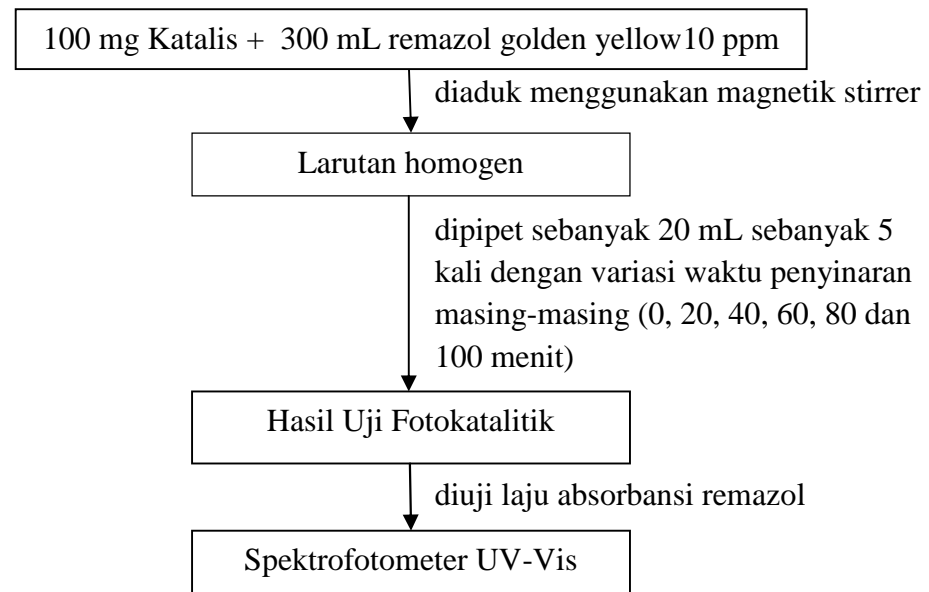 100 mg Katalis + 300 mL remazol golden yellow10 ppm
diaduk menggunakan magnetik stirrer
Larutan homogen
dipipet sebanyak 20 mL sebanyak 5
kali dengan variasi waktu penyinaran
masing-masing (0, 20, 40, 60, 80 dan
100 menit)
Hasil Uji Fotokatalitik
diuji laju absorbansi remazol
Spektrofotometer UV-Vis